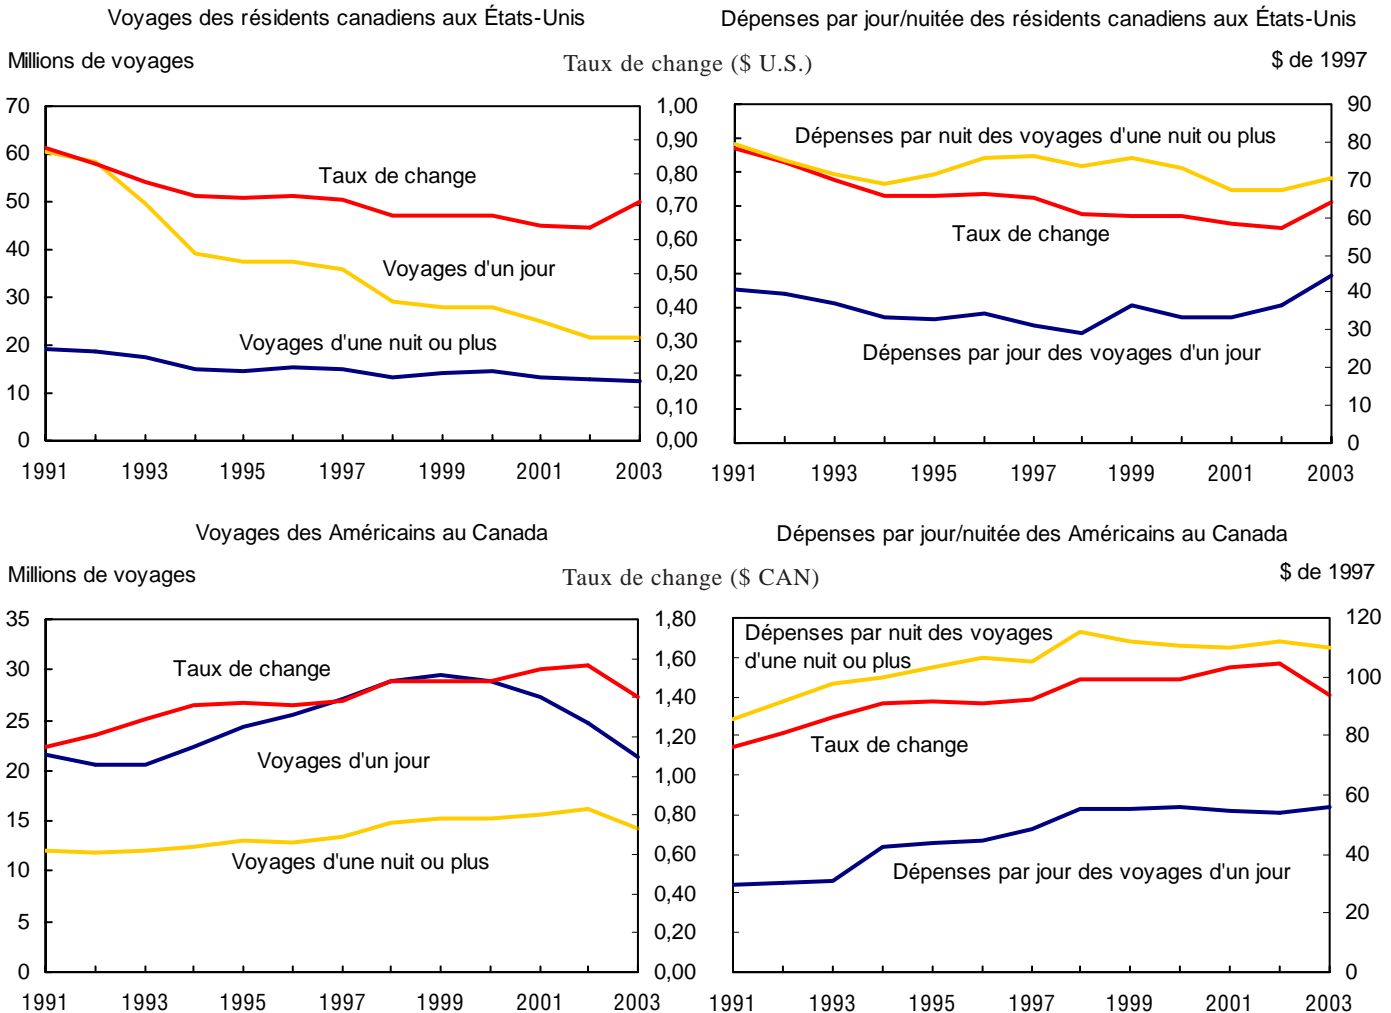 Voyages des résidents canadiens aux États-Unis
Dépenses par jour/nuitée des résidents canadiens aux États-Unis
Millions de voyages
Taux de change ($ U.S.)
$ de 1997
70
60
50
40
30
20
10
0
1,00
0,90
0,80
0,70
0,60
0,50
0,40
0,30
0,20
0,10
0,00
Taux de change
Voyages d'un jour
Voyages d'une nuit ou plus
1991 1993 1995 1997 1999 2001 2003
90
80
70
60
50
40
30
20
10
0
Dépenses par nuit des voyages d'une nuit ou plus
Taux de change
Dépenses par jour des voyages d'un jour
1991 1993 1995 1997 1999 2001 2003
Voyages des Américains au Canada
Dépenses par jour/nuitée des Américains au Canada
Millions de voyages
Taux de change ($ CAN)
$ de 1997
35
30
25
20
15
10
5
0
1,80
1,60
1,40
1,20
1,00
0,80
0,60
0,40
0,20
0,00
Taux de change
Voyages d'un jour
Voyages d'une nuit ou plus
1991 1993 1995 1997 1999 2001 2003
120
100
80
60
40
20
0
Dépenses par nuit des voyages
d'une nuit ou plus
Taux de change
Dépenses par jour des voyages d'un jour
1991 1993 1995 1997 1999 2001 2003